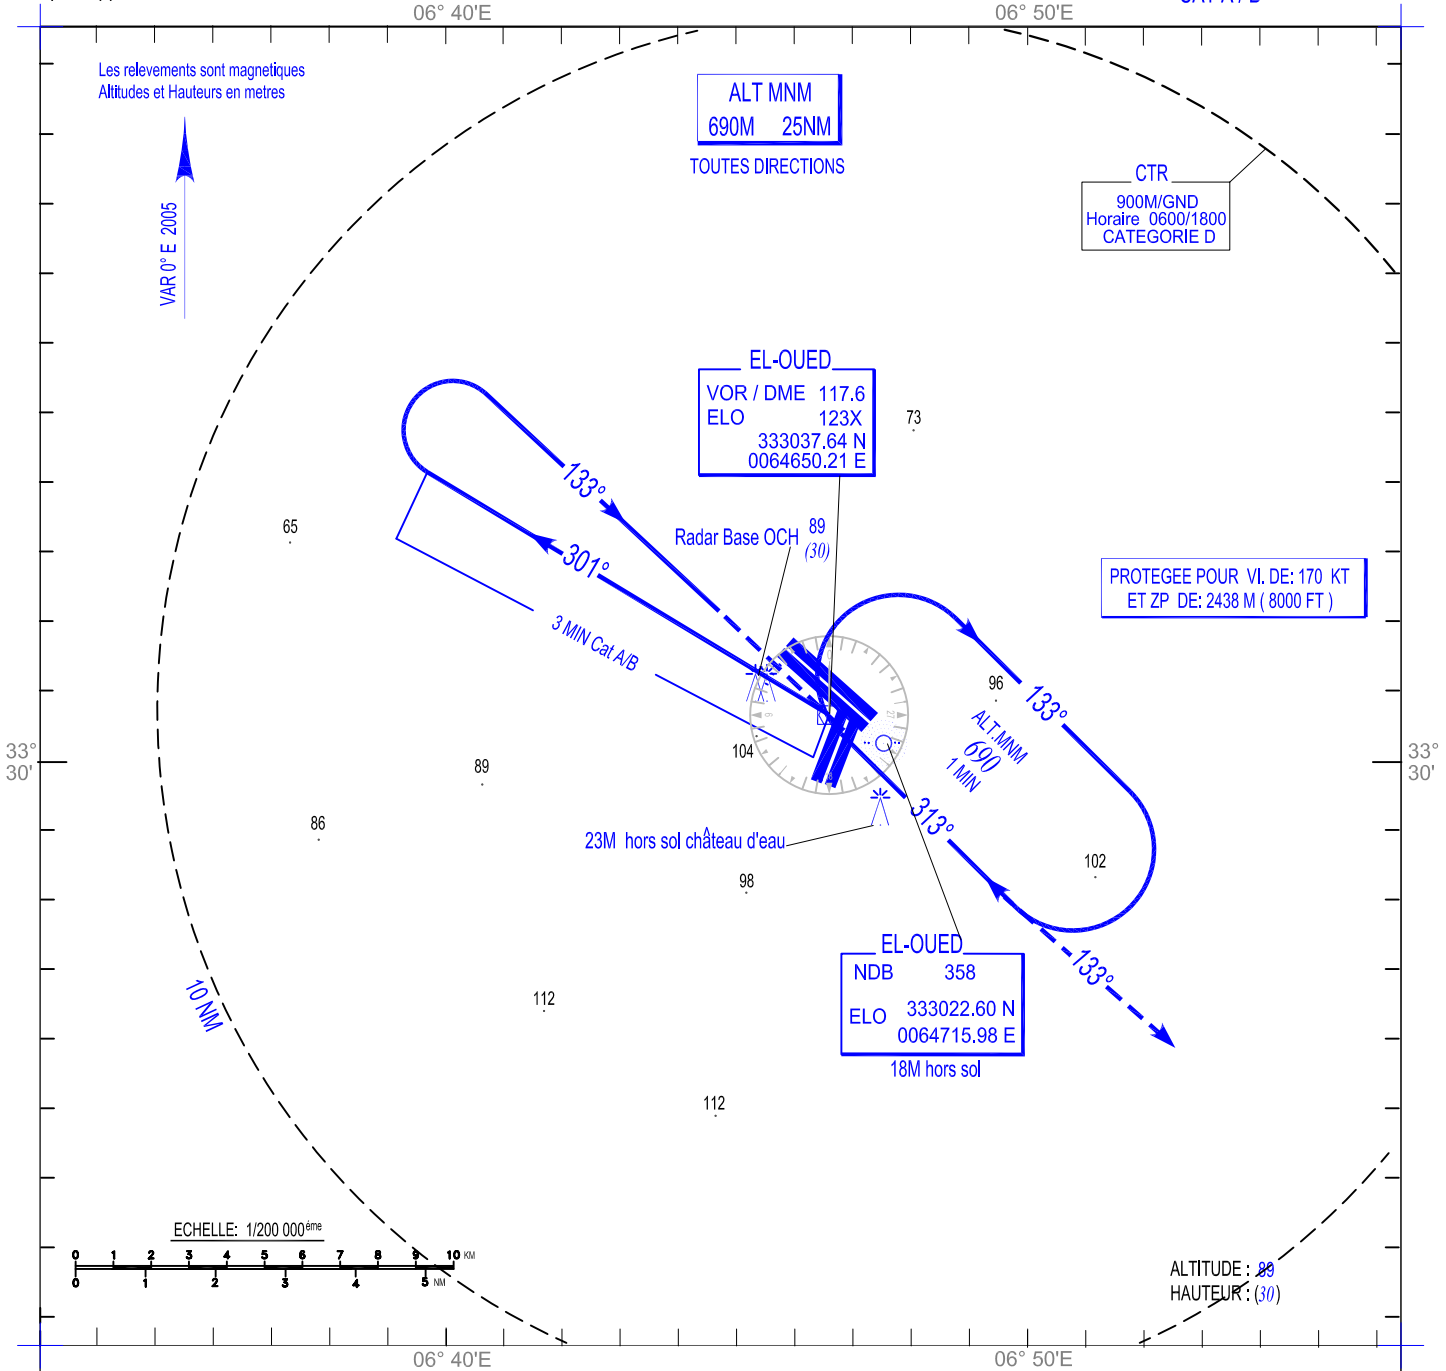 06° 40'E
06° 50'E
Les relevements sont magnetiques
Altitudes et Hauteurs en metres
VAR 0° E 2005
ALT MNM
690M 25NM
TOUTES DIRECTIONS
CTR
900M/GND
Horaire 0600/1800
CATEGORIE D
EL-OUED
VOR / DME 117.6
ELO 123X
333037.64 N
0064650.21 E
73
133°
65
Radar Base OCH
89
(30)
301°
PROTEGEE POUR VI. DE: 170 KT
ET ZP DE: 2438 M ( 8000 FT )
3 MIN Cat A/B
96
133°
ALT.MNM
690
1 MIN
104
33°
30'
33°
30'
89
86
313°
23M hors sol château d'eau
102
98
EL-OUED
NDB 358
ELO 333022.60 N
0064715.98 E
18M hors sol
133°
10 NM
112
112
ECHELLE: 1/200 000ème
0 1 2 3 4 5 6 7 8 9 10 KM
0 1 2 3 4 5 NM
ALTITUDE : 89
HAUTEUR : (30)
06° 40'E
06° 50'E